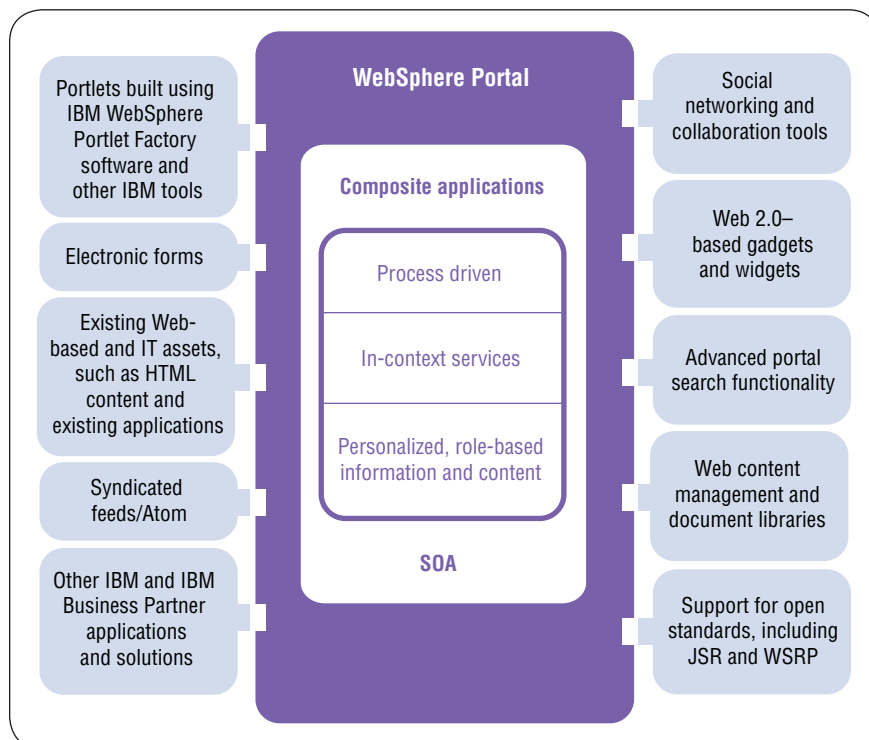 Portlets built using
IBM WebSphere
Portlet Factory
software and
other IBM tools
Electronic forms
Existing Web-
based and IT assets,
such as HTML
content and
existing applications
Syndicated
feeds/Atom
Other IBM and IBM
Business Partner
applications
and solutions
WebSphere Portal
Composite applications
Process driven
In-context services
Personalized, role-based
information and content
SOA
Social
networking and
collaboration tools
Web 2.0–
based gadgets
and widgets
Advanced portal
search functionality
Web content
management and
document libraries
Support for open
standards, including
JSR and WSRP